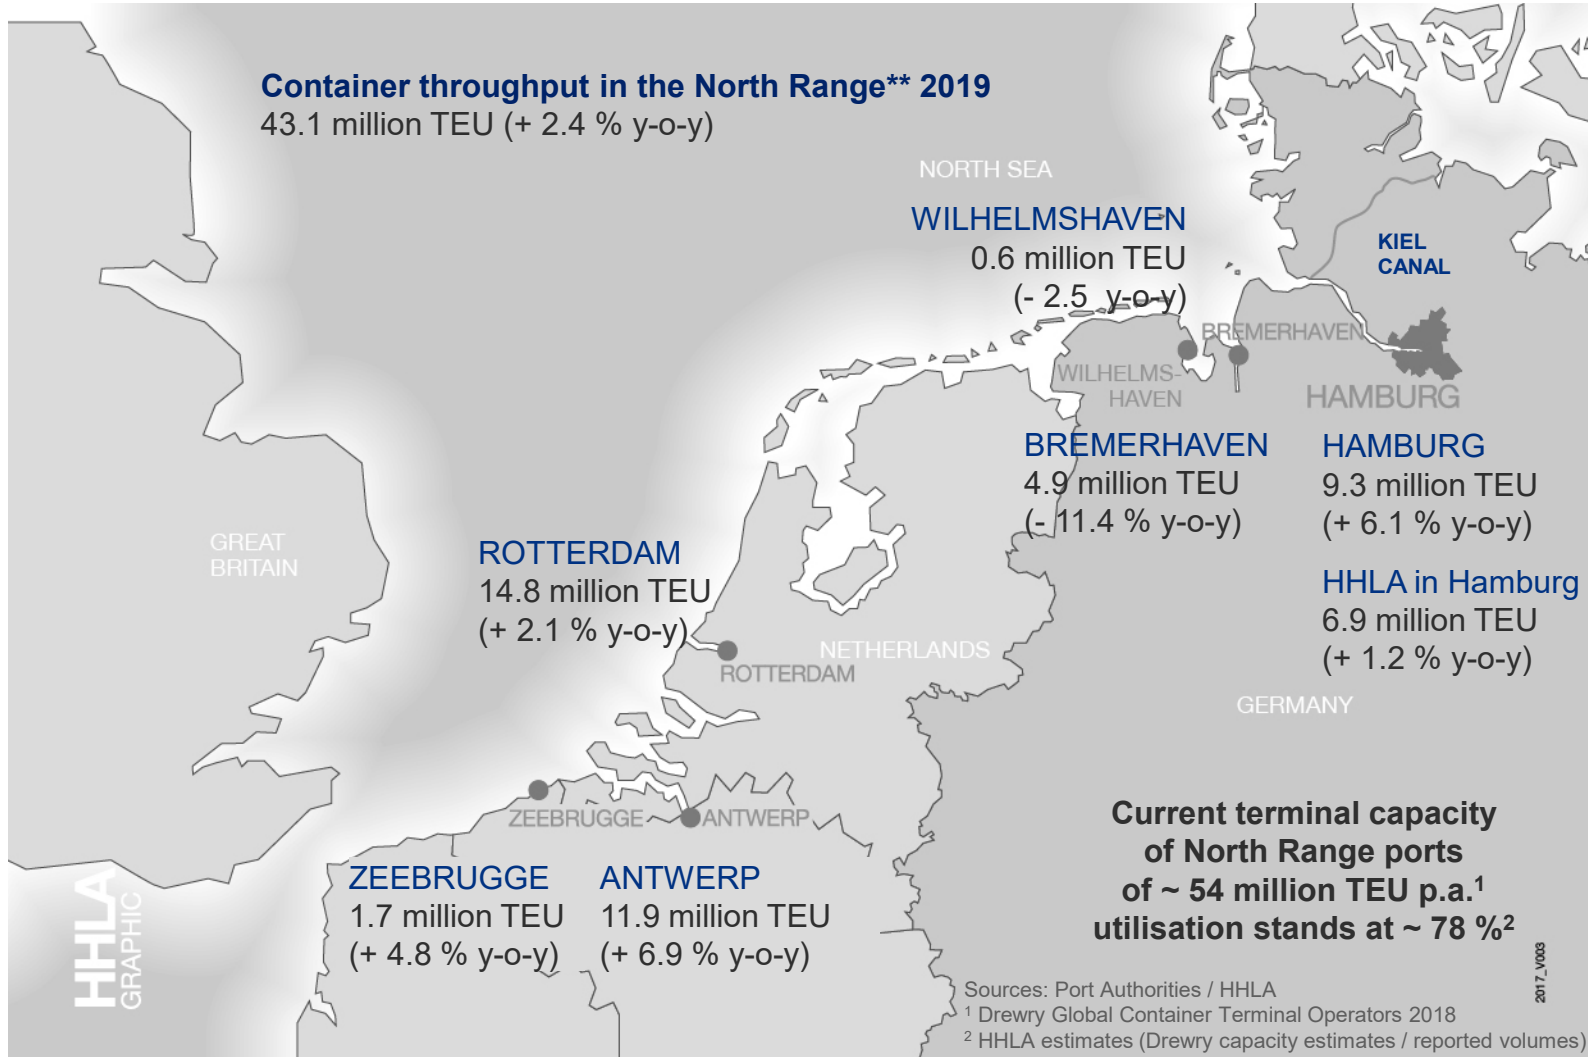 Container throughput in the North Range** 2019
43.1 million TEU (+ 2.4 % y-o-y)
NORTH SEA
WILHELMSHAVEN
0.6 million TEU
(- 2.5  y-o-y)
KIEL
CANAL
BREMERHAVEN
WILHELMS-
HAVEN
HAMBURG
BREMERHAVEN
4.9 million TEU
(- 11.4 % y-o-y)
HAMBURG
9.3 million TEU
(+ 6.1 % y-o-y)
HHLA in Hamburg
6.9 million TEU
(+ 1.2 % y-o-y)
GREAT
BRITAIN
ROTTERDAM
14.8 million TEU
(+ 2.1 % y-o-y)
NETHERLANDS
ROTTERDAM
GERMANY
ZEEBRUGGE
ANTWERP
ZEEBRUGGE
1.7 million TEU
(+ 4.8 % y-o-y)
ANTWERP
11.9 million TEU
(+ 6.9 % y-o-y)
Current terminal capacity
of North Range ports
of ~ 54 million TEU p.a.¹
utilisation stands at ~ 78 %²
HHLA
GRAPHIC
2017_V003
Sources: Port Authorities / HHLA
¹ Drewry Global Container Terminal Operators 2018
² HHLA estimates (Drewry capacity estimates / reported volumes)